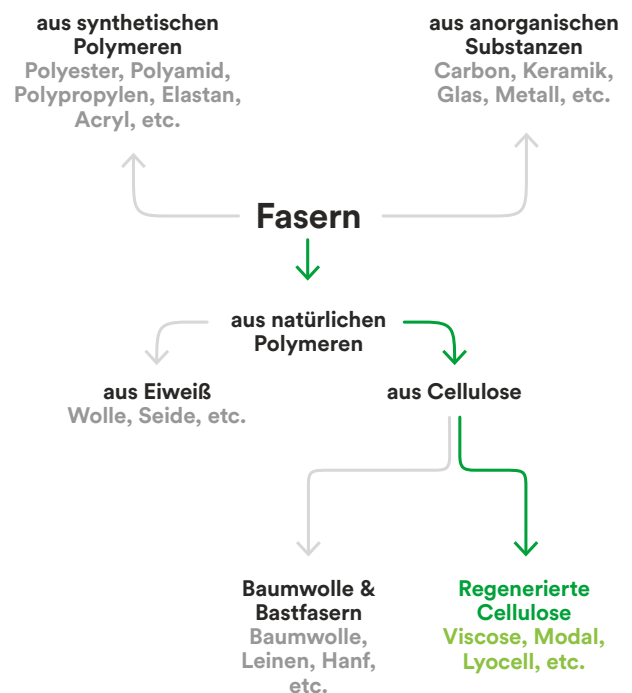 aus synthetischen
Polymeren
Polyester, Polyamid,
Polypropylen, Elastan,
Acryl, etc.
aus anorganischen
Substanzen
Carbon, Keramik,
Glas, Metall, etc.
Fasern
aus natürlichen
Polymeren
aus Eiweiß
Wolle, Seide, etc.
aus Cellulose
Baumwolle &
Bastfasern
Baumwolle,
Leinen, Hanf,
etc.
Regenerierte
Cellulose
Viscose, Modal,
Lyocell, etc.